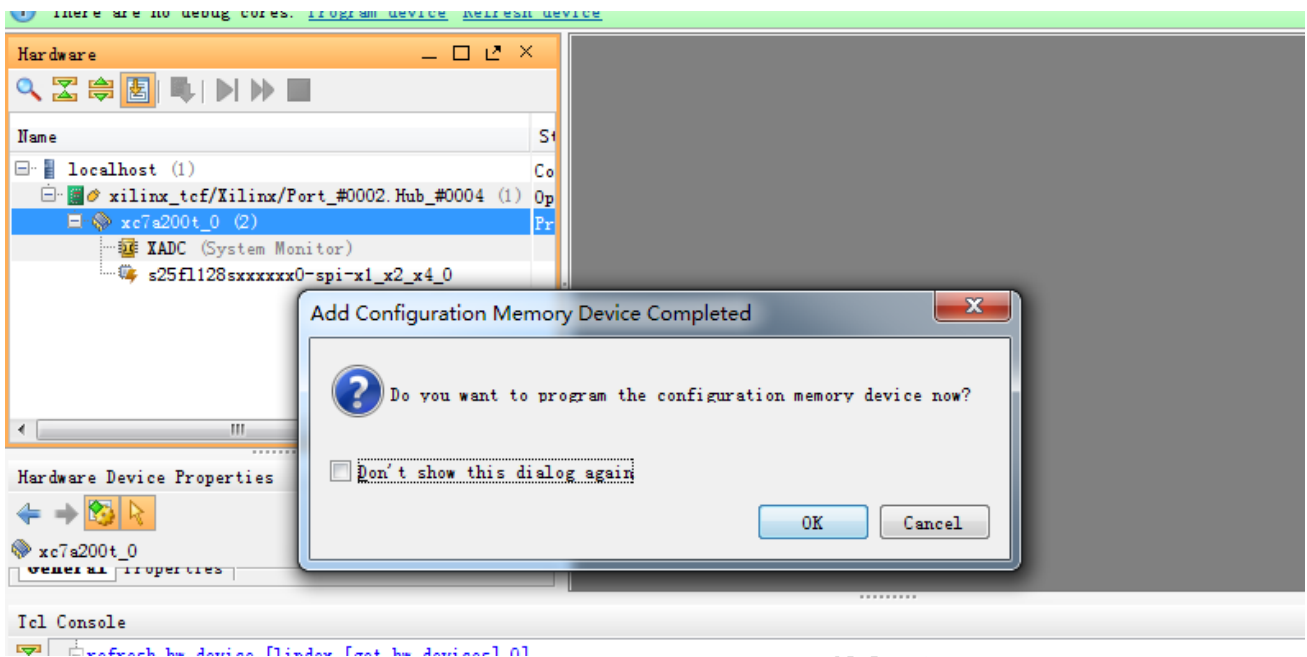 There are no debug cores. Program device Refresh device
Hardware
Name St
localhost (1) Co
xilinx_tcf/Xilinx/Port_#0002.Hub_#0004 (1) Op
xc7a200t_0 (2) Pr
XADC (System Monitor)
s25fl128sxxxxxx0-spi-x1_x2_x4_0
Add Configuration Memory Device Completed
Do you want to program the configuration memory device now?
Don't show this dialog again
OK Cancel
Hardware Device Properties
xc7a200t_0
General Properties
Tcl Console
refresh_hw_device [lindex [get_hw_devices] 0]